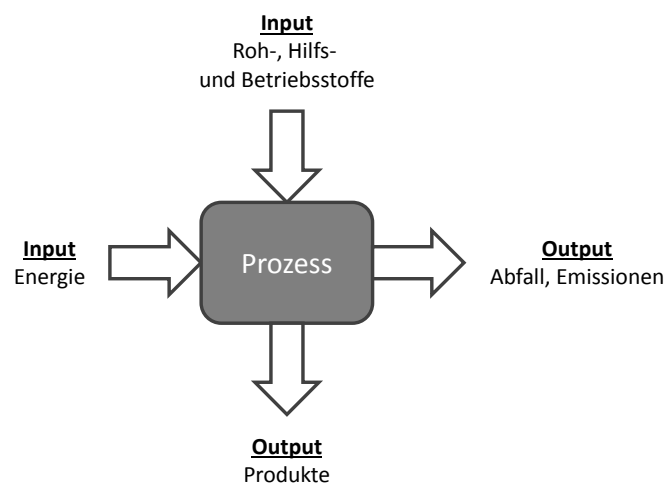 Input
Roh-, Hilfs-
und Betriebsstoffe
Input
Energie
Prozess
Output
Abfall, Emissionen
Output
Produkte